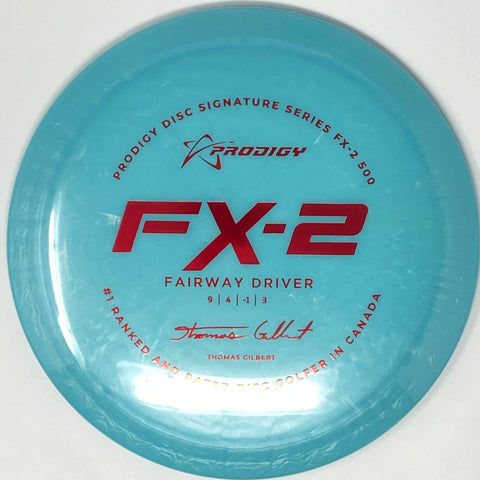 PRODIGY DISC SIGNATURE SERIES FX-2 500
PRODIGY
FX-2
FAIRWAY DRIVER
9 | 4 | -1 | 3
Thomas Gilbert
THOMAS GILBERT
#1 RANKED AND RATED DISC GOLFER IN CANADA